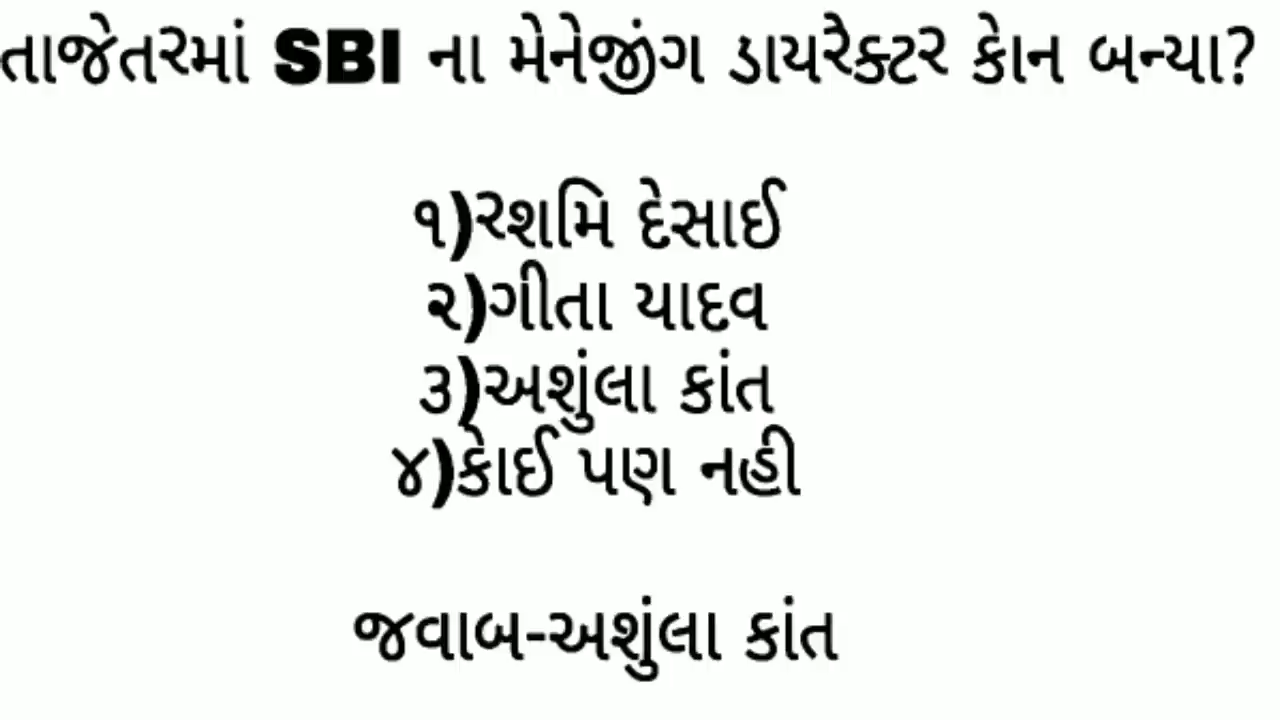 તાજેતરમાં SBI ના મેનેજીંગ ડાયરેક્ટર કોન બન્યા?
૧)રશમિ દેસાઈ
૨)ગીતા યાદવ
૩)અશુંલા કાંત
૪)કોઈ પણ નહી
જવાબ-અશુંલા કાંત